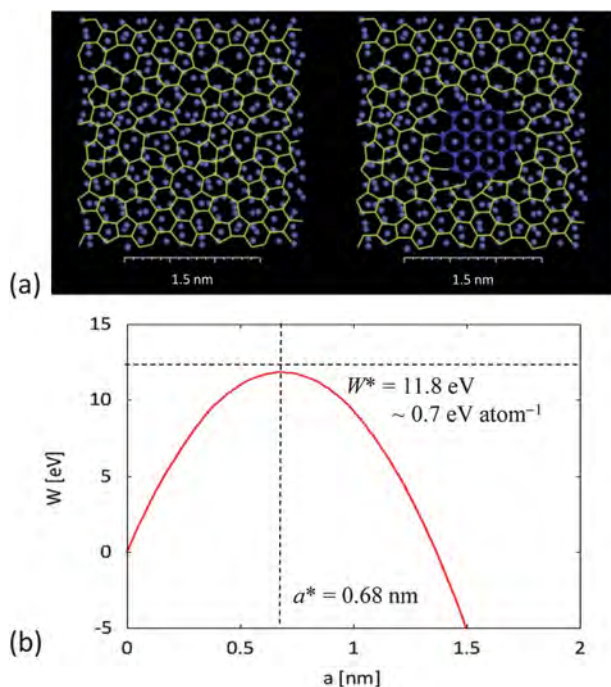 1.5 nm
1.5 nm
(a)
15
10
5
0
-5
W [eV]
W* = 11.8 eV
~ 0.7 eV atom⁻¹
a* = 0.68 nm
0
0.5
1
1.5
2
a [nm]
(b)